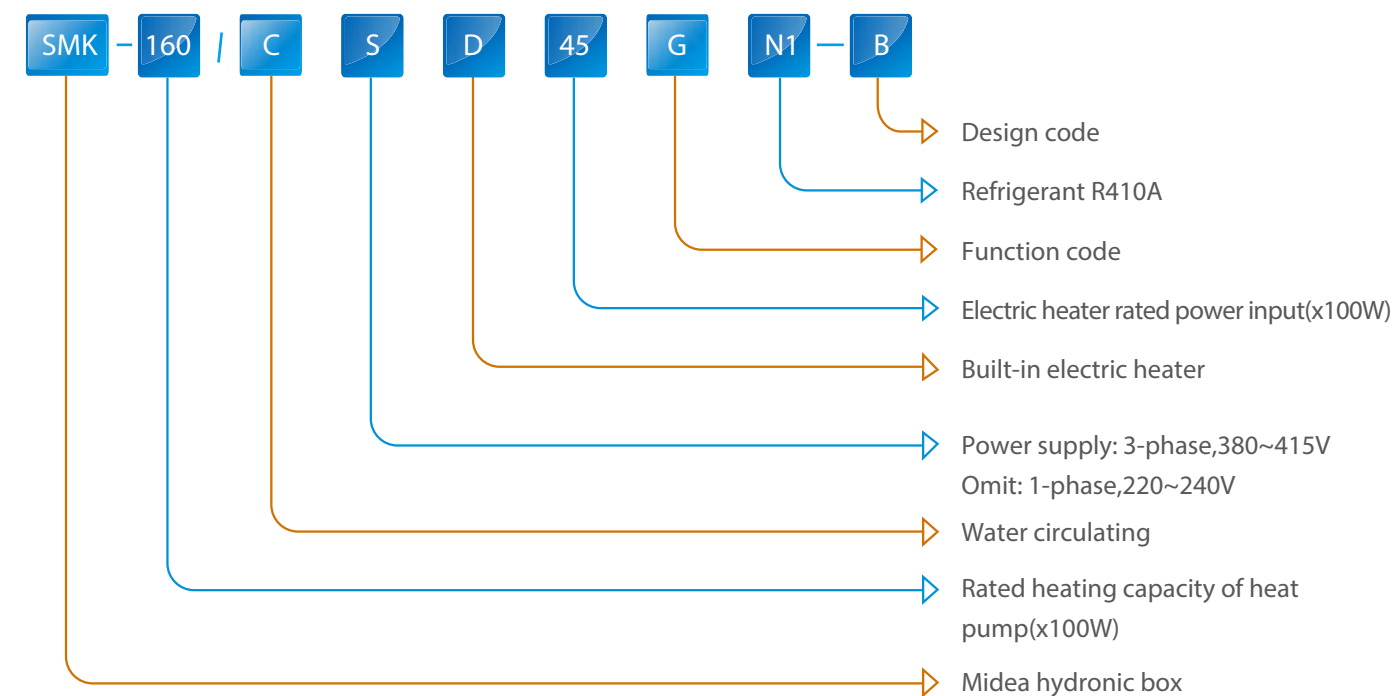 SMK - 160 / C S D 45 G N1 — B
Design code
Refrigerant R410A
Function code
Electric heater rated power input(x100W)
Built-in electric heater
Power supply: 3-phase,380~415V
Omit: 1-phase,220~240V
Water circulating
Rated heating capacity of heat
pump(x100W)
Midea hydronic box